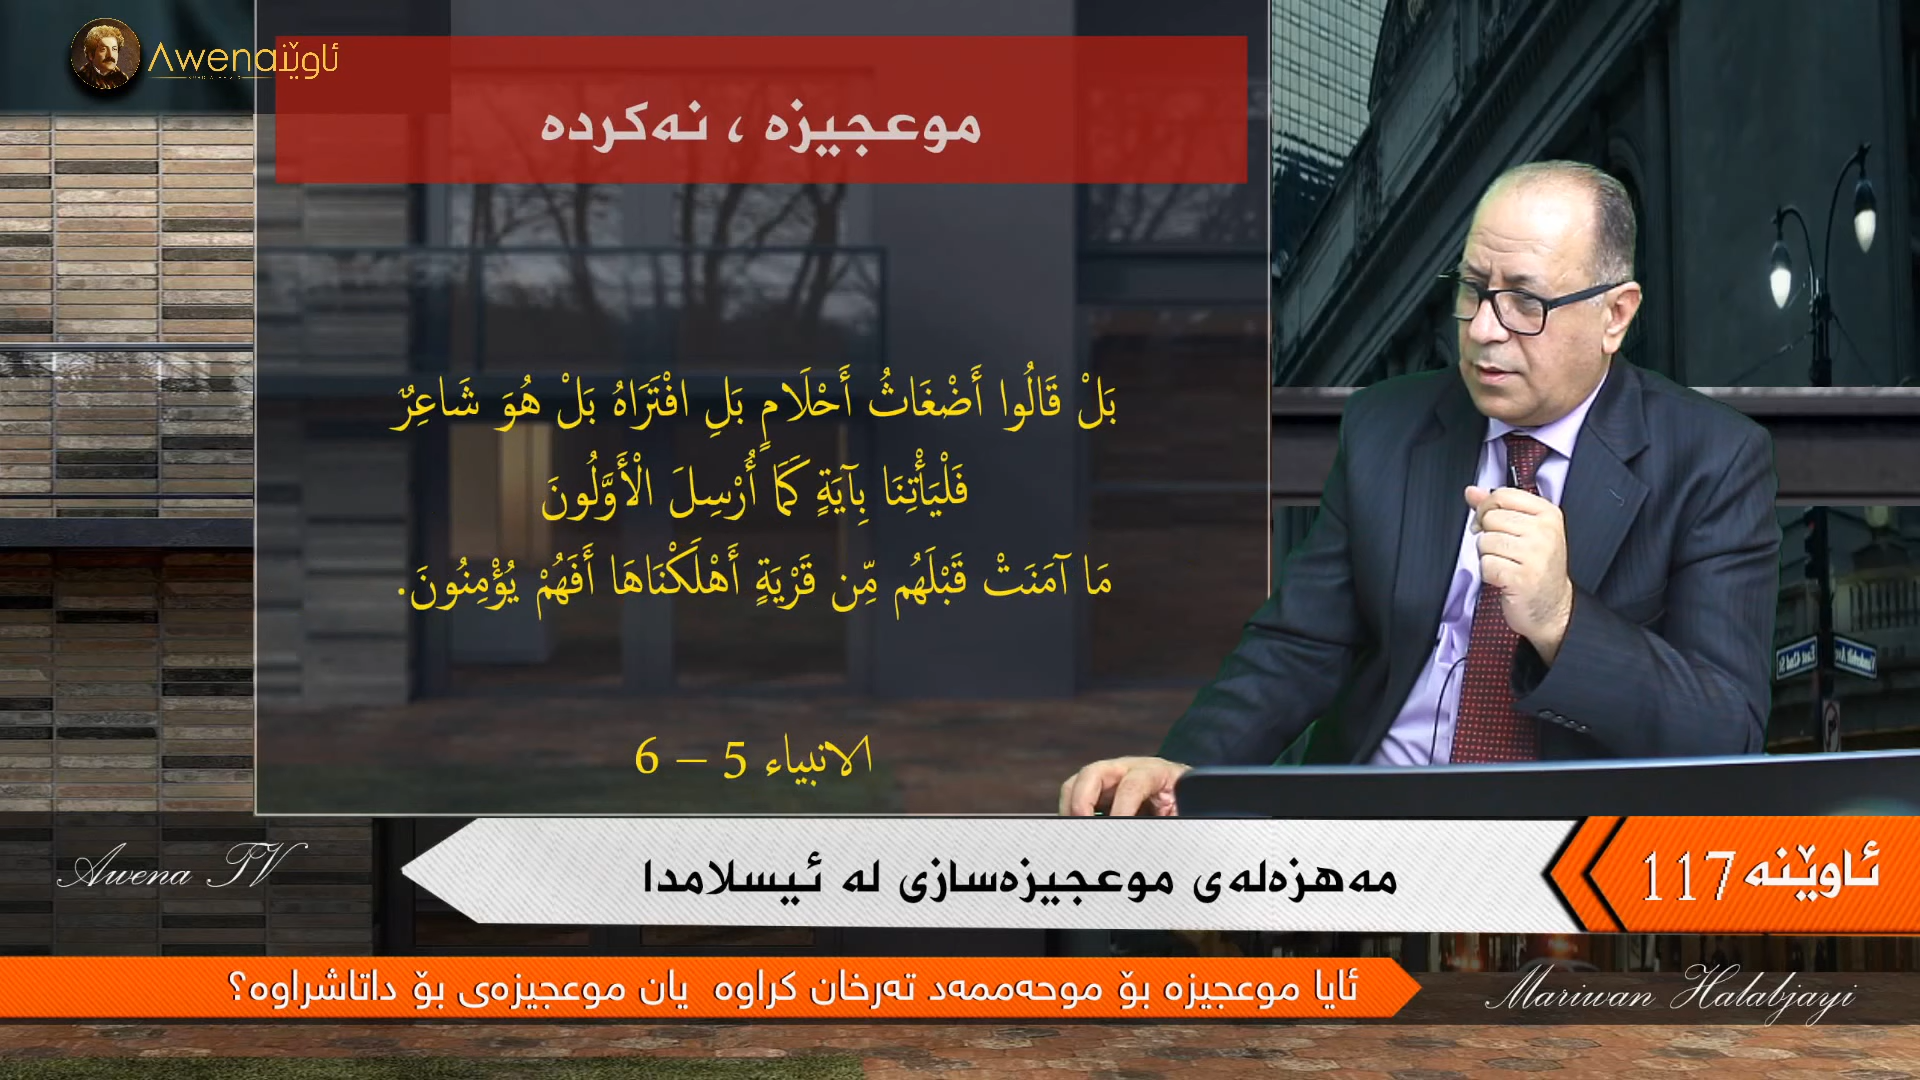 Awena ئاوێنە
موعجیزە ، نەکردە
بَلْ قَالُوا أَضْغَاثُ أَحْلَامٍ بَلِ افْتَرَاهُ بَلْ هُوَ شَاعِرٌ
فَلْيَأْتِنَا بِآيَةٍ كَمَا أُرْسِلَ الْأَوَّلُونَ
مَا آمَنَتْ قَبْلَهُم مِّن قَرْيَةٍ أَهْلَكْنَاهَا أَفَهُمْ يُؤْمِنُونَ.
الانبیاء 5 – 6
ئاوێنە 117
مەهزەلەی موعجیزەسازی لە ئیسلامدا
Awena TV
ئایا موعجیزە بۆ موحەممەد تەرخان کراوە یان موعجیزەی بۆ داتاشراوە؟
Mariwan Halabjayi